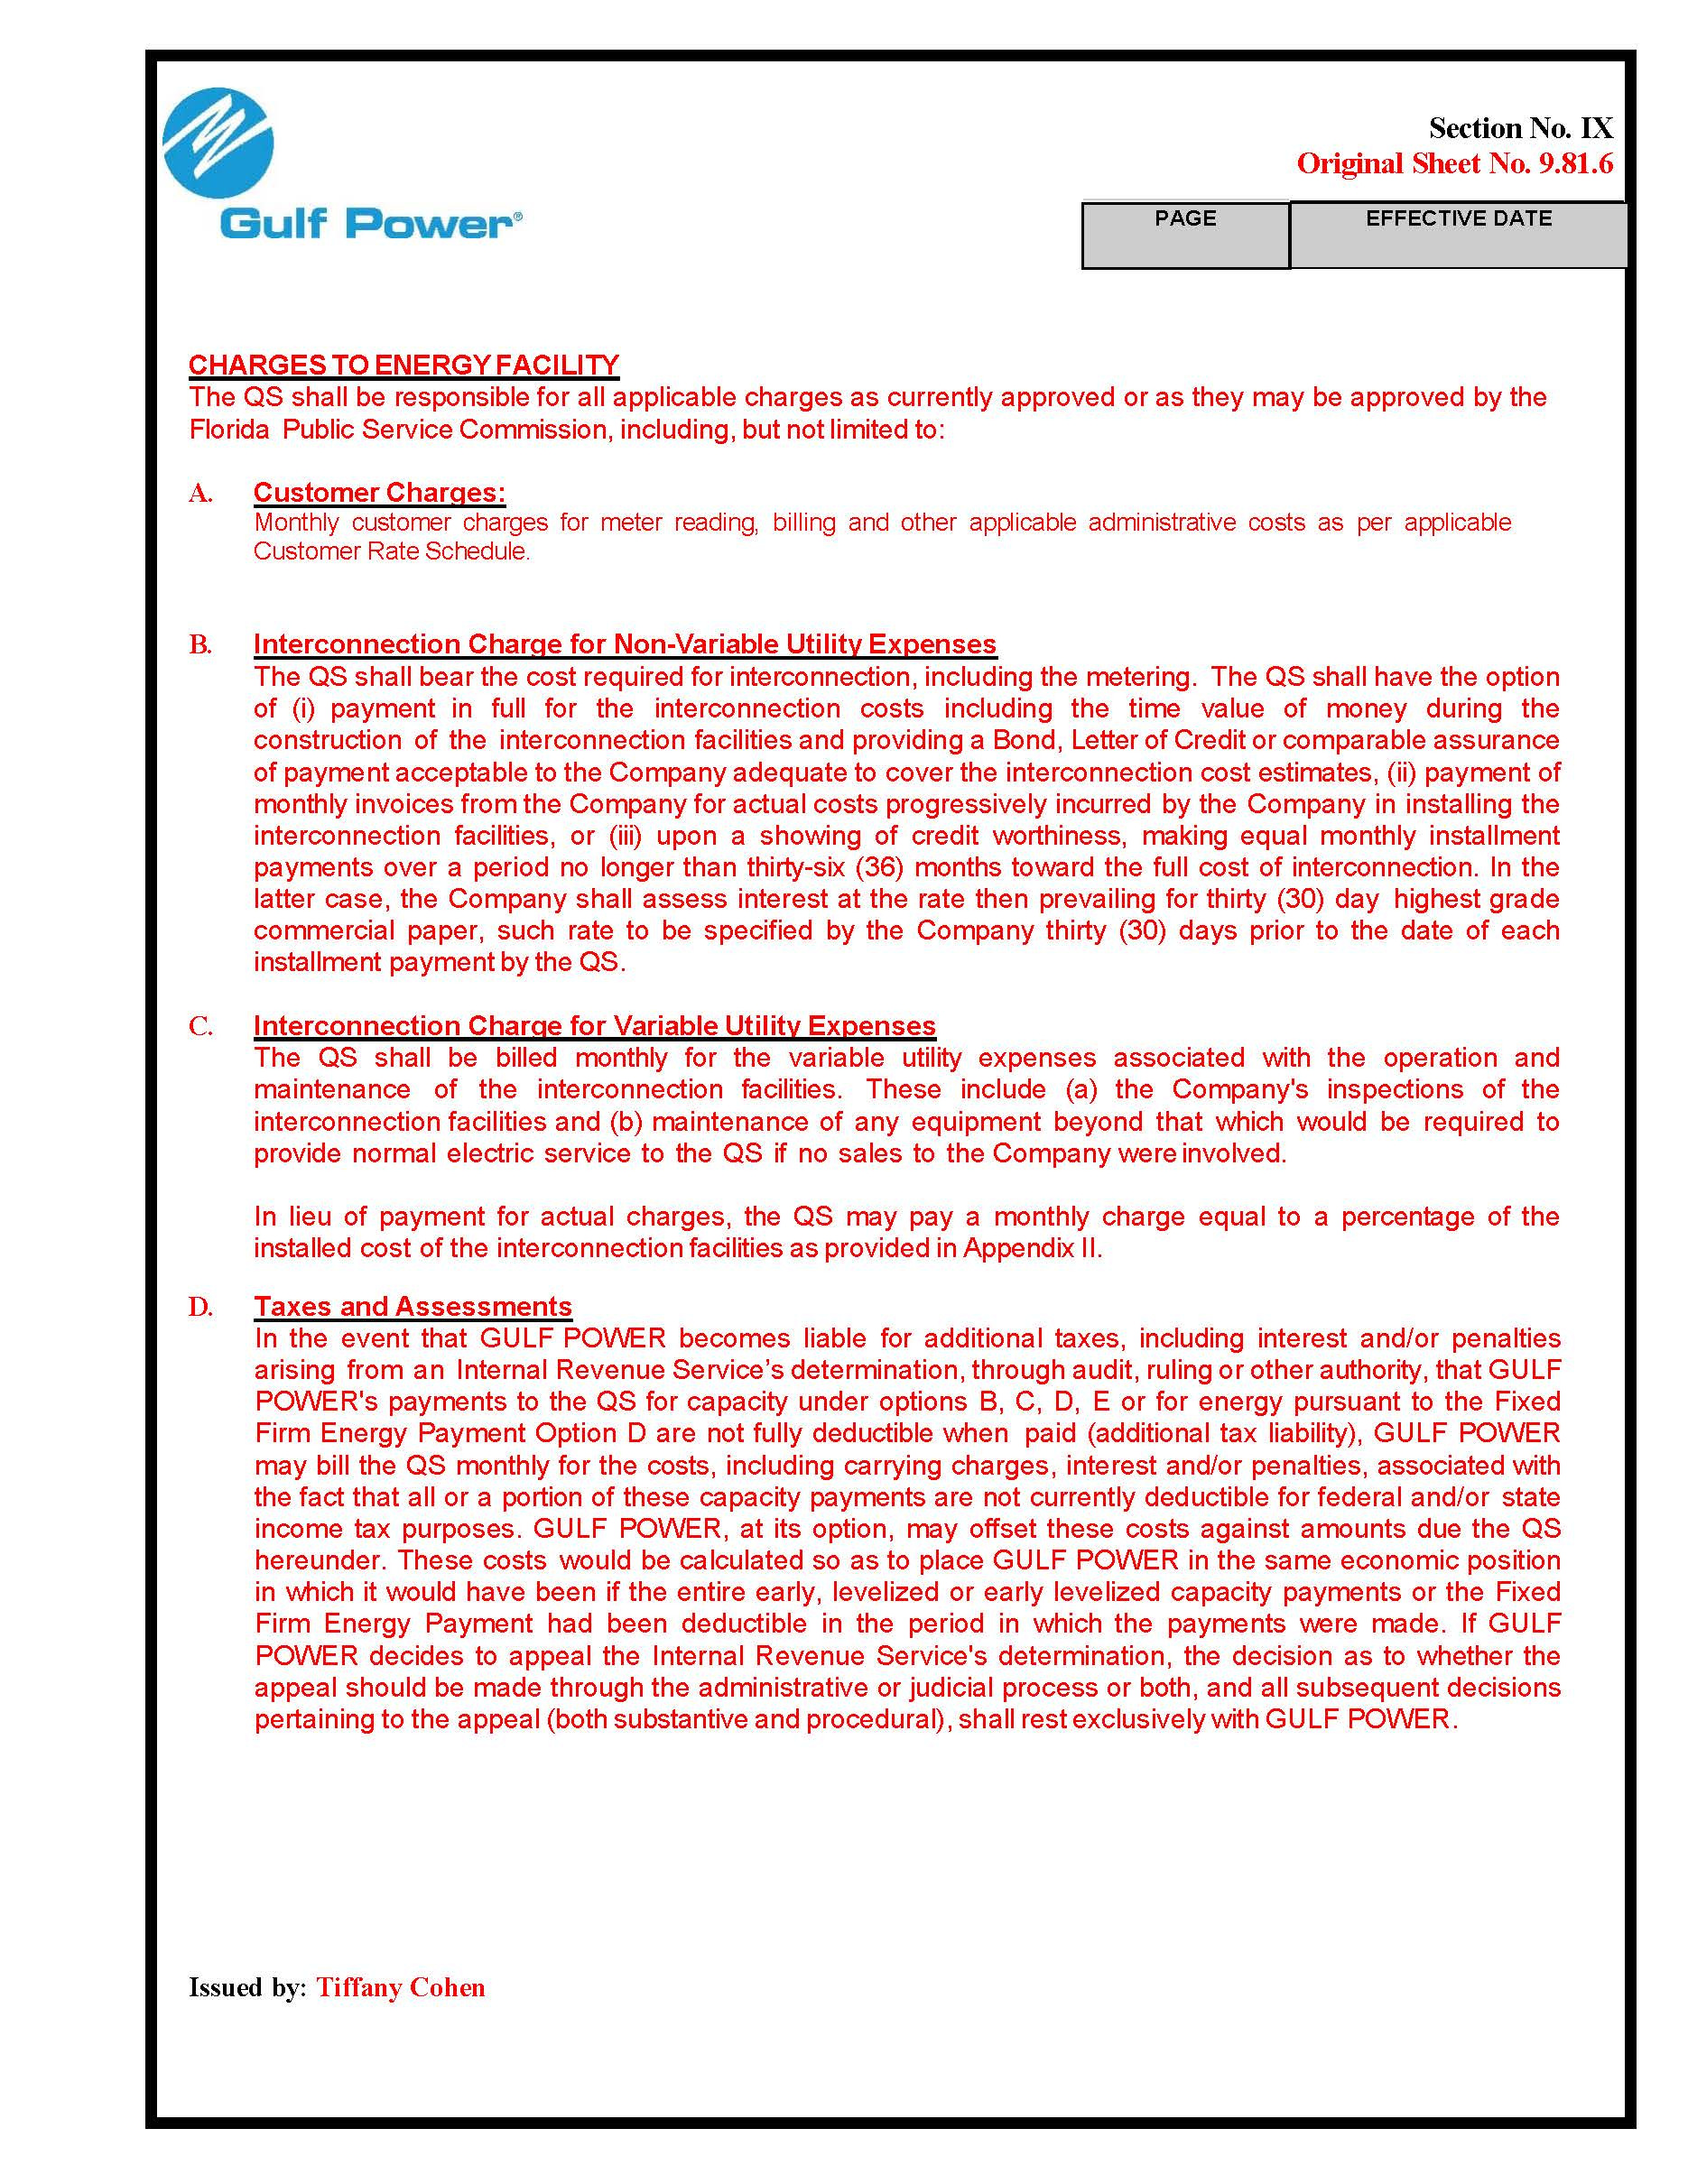 Section No. IX
Original Sheet No. 9.81.6
Gulf Power®
PAGE EFFECTIVE DATE
CHARGES TO ENERGY FACILITY
The QS shall be responsible for all applicable charges as currently approved or as they may be approved by the
Florida Public Service Commission, including, but not limited to:
A. Customer Charges:
Monthly customer charges for meter reading, billing and other applicable administrative costs as per applicable
Customer Rate Schedule.
B. Interconnection Charge for Non-Variable Utility Expenses
The QS shall bear the cost required for interconnection, including the metering. The QS shall have the option
of (i) payment in full for the interconnection costs including the time value of money during the
construction of the interconnection facilities and providing a Bond, Letter of Credit or comparable assurance
of payment acceptable to the Company adequate to cover the interconnection cost estimates, (ii) payment of
monthly invoices from the Company for actual costs progressively incurred by the Company in installing the
interconnection facilities, or (iii) upon a showing of credit worthiness, making equal monthly installment
payments over a period no longer than thirty-six (36) months toward the full cost of interconnection. In the
latter case, the Company shall assess interest at the rate then prevailing for thirty (30) day highest grade
commercial paper, such rate to be specified by the Company thirty (30) days prior to the date of each
installment payment by the QS.
C. Interconnection Charge for Variable Utility Expenses
The QS shall be billed monthly for the variable utility expenses associated with the operation and
maintenance of the interconnection facilities. These include (a) the Company's inspections of the
interconnection facilities and (b) maintenance of any equipment beyond that which would be required to
provide normal electric service to the QS if no sales to the Company were involved.
In lieu of payment for actual charges, the QS may pay a monthly charge equal to a percentage of the
installed cost of the interconnection facilities as provided in Appendix II.
D. Taxes and Assessments
In the event that GULF POWER becomes liable for additional taxes, including interest and/or penalties
arising from an Internal Revenue Service’s determination, through audit, ruling or other authority, that GULF
POWER's payments to the QS for capacity under options B, C, D, E or for energy pursuant to the Fixed
Firm Energy Payment Option D are not fully deductible when paid (additional tax liability), GULF POWER
may bill the QS monthly for the costs, including carrying charges, interest and/or penalties, associated with
the fact that all or a portion of these capacity payments are not currently deductible for federal and/or state
income tax purposes. GULF POWER, at its option, may offset these costs against amounts due the QS
hereunder. These costs would be calculated so as to place GULF POWER in the same economic position
in which it would have been if the entire early, levelized or early levelized capacity payments or the Fixed
Firm Energy Payment had been deductible in the period in which the payments were made. If GULF
POWER decides to appeal the Internal Revenue Service's determination, the decision as to whether the
appeal should be made through the administrative or judicial process or both, and all subsequent decisions
pertaining to the appeal (both substantive and procedural), shall rest exclusively with GULF POWER.
Issued by: Tiffany Cohen